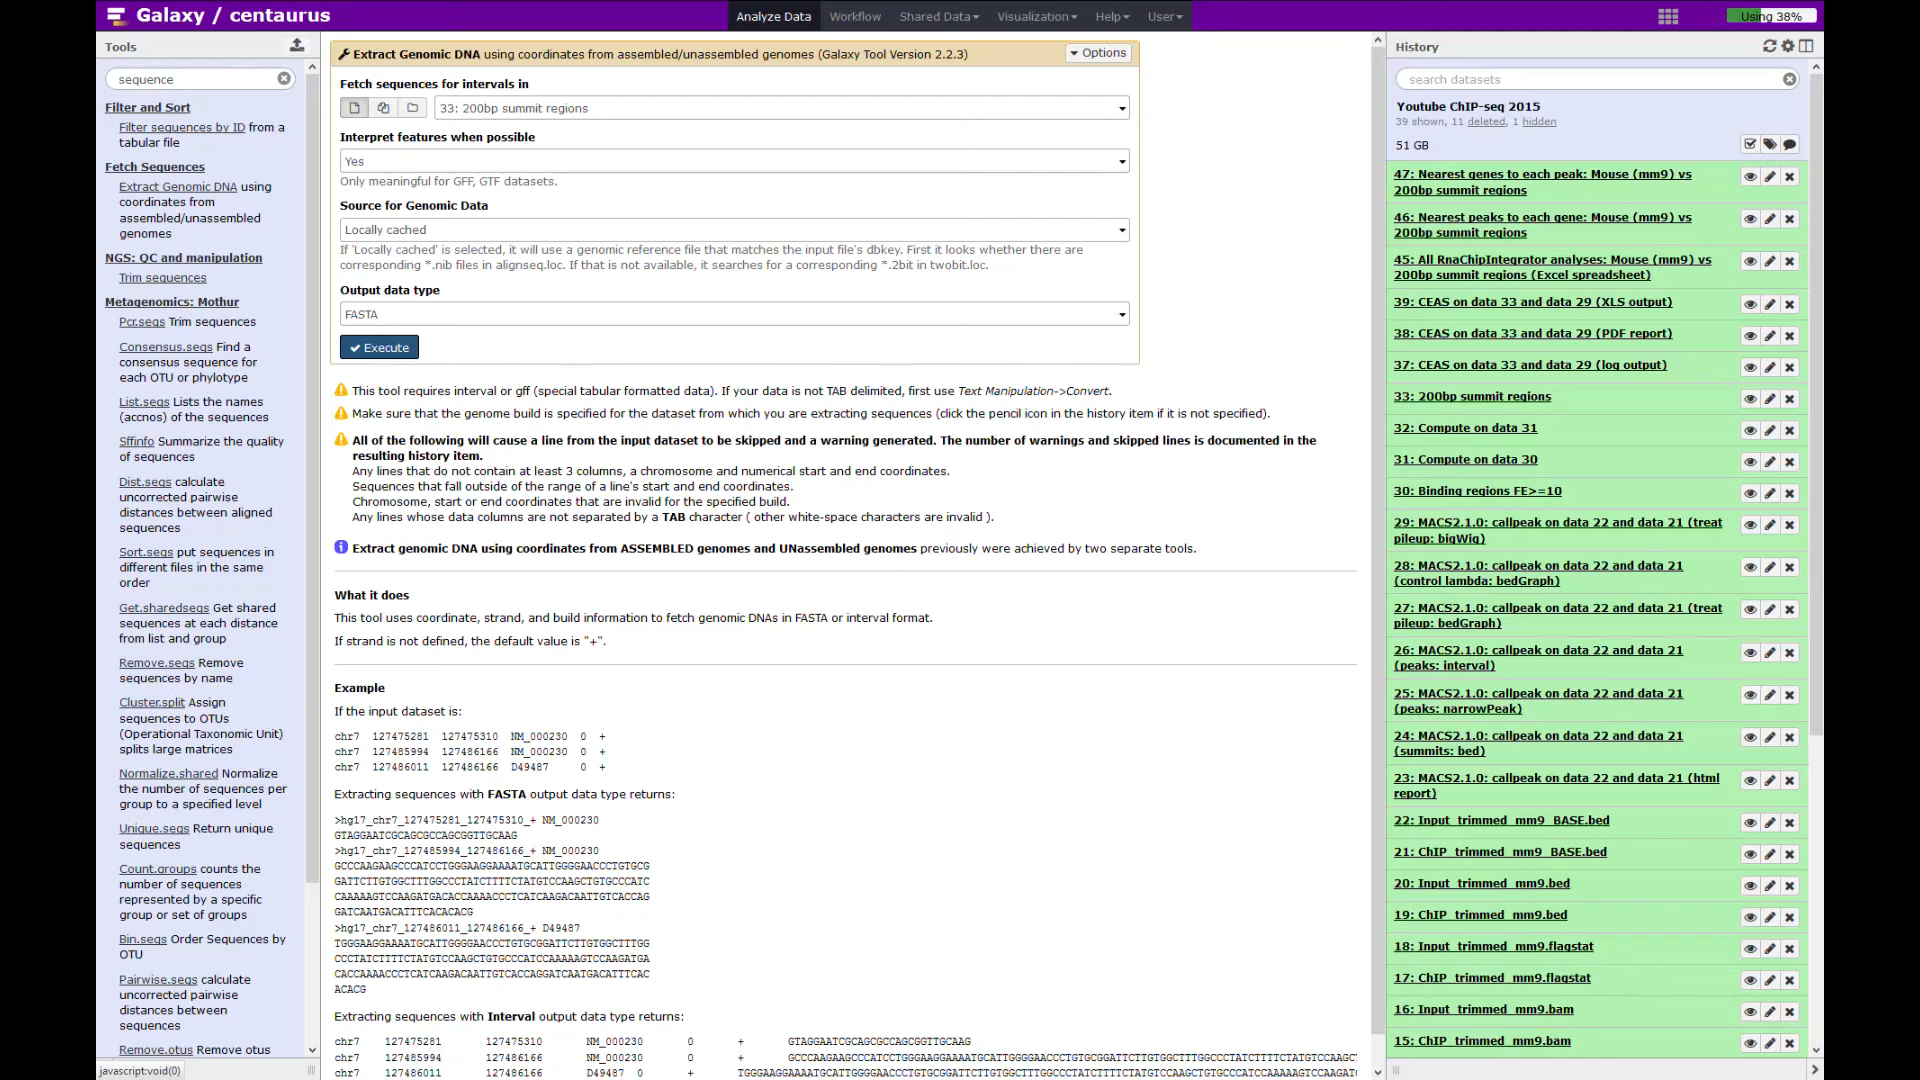 Galaxy / centaurus
Analyze Data Workflow Shared Data Visualization Help User
Using 38%
Tools
sequence
Filter and Sort
Filter sequences by ID from a
tabular file
Fetch Sequences
Extract Genomic DNA using
coordinates from
assembled/unassembled
genomes
NGS: QC and manipulation
Trim sequences
Metagenomics: Mothur
Pcr.seqs Trim sequences
Consensus.seqs Find a
consensus sequence for
each OTU or phylotype
List.seqs Lists the names
(accnos) of the sequences
Sffinfo Summarize the quality
of sequences
Dist.seqs calculate
uncorrected pairwise
distances between aligned
sequences
Sort.seqs put sequences in
different files in the same
order
Get.sharedseqs Get shared
sequences at each distance
from list and group
Remove.seqs Remove
sequences by name
Cluster.split Assign
sequences to OTUs
(Operational Taxonomic Unit)
splits large matrices
Normalize.shared Normalize
the number of sequences per
group to a specified level
Unique.seqs Return unique
sequences
Count.groups counts the
number of sequences
represented by a specific
group or set of groups
Bin.seqs Order Sequences by
OTU
Pairwise.seqs calculate
uncorrected pairwise
distances between
sequences
Remove.otus Remove otus
javascript:void(0)
Extract Genomic DNA using coordinates from assembled/unassembled genomes (Galaxy Tool Version 2.2.3)
Options
Fetch sequences for intervals in
33: 200bp summit regions
Interpret features when possible
Yes
Only meaningful for GFF, GTF datasets.
Source for Genomic Data
Locally cached
If 'Locally cached' is selected, it will use a genomic reference file that matches the input file's dbkey. First it looks whether there are
corresponding *.nib files in alignseq.loc. If that is not available, it searches for a corresponding *.2bit in twobit.loc.
Output data type
FASTA
Execute
This tool requires interval or gff (special tabular formatted data). If your data is not TAB delimited, first use Text Manipulation->Convert.
Make sure that the genome build is specified for the dataset from which you are extracting sequences (click the pencil icon in the history item if it is not specified).
All of the following will cause a line from the input dataset to be skipped and a warning generated. The number of warnings and skipped lines is documented in the
resulting history item.
Any lines that do not contain at least 3 columns, a chromosome and numerical start and end coordinates.
Sequences that fall outside of the range of a line's start and end coordinates.
Chromosome, start or end coordinates that are invalid for the specified build.
Any lines whose data columns are not separated by a TAB character ( other white-space characters are invalid ).
Extract genomic DNA using coordinates from ASSEMBLED genomes and UNassembled genomes previously were achieved by two separate tools.
What it does
This tool uses coordinate, strand, and build information to fetch genomic DNAs in FASTA or interval format.
If strand is not defined, the default value is "+".
Example
If the input dataset is:
chr7 127475281 127475310 NM_000230 0 +
chr7 127485994 127486166 NM_000230 0 +
chr7 127486011 127486166 D49487 0 +
Extracting sequences with FASTA output data type returns:
>hg17_chr7_127475281_127475310_+ NM_000230
GTAGGAATCGCAGCGCCAGCGGTTGCAAG
>hg17_chr7_127485994_127486166_+ NM_000230
GCCCAAGAAGCCCATCCTGGGAAGGAAAATGCATTGGGGAACCCTGTGCG
GATTCTTGTGGCTTTGGCCCTATCTTTTCTATGTCCAAGCTGTGCCCATC
CAAAAAGTCCAAGATGACACCAAAACCCTCATCAAGACAATTGTCACCAG
GATCAATGACATTTCACACACG
>hg17_chr7_127486011_127486166_+ D49487
TGGGAAGGAAAATGCATTGGGGAACCCTGTGCGGATTCTTGTGGCTTTGG
CCCTATCTTTTCTATGTCCAAGCTGTGCCCATCCAAAAAGTCCAAGATGA
CACCAAAACCCTCATCAAGACAATTGTCACCAGGATCAATGACATTTCAC
ACACG
Extracting sequences with Interval output data type returns:
chr7 127475281 127475310 NM_000230 0 + GTAGGAATCGCAGCGCCAGCGGTTGCAAG
chr7 127485994 127486166 NM_000230 0 + GCCCAAGAAGCCCATCCTGGGAAGGAAAATGCATTGGGGAACCCTGTGCGGATTCTTGTGGCTTTGGCCCTATCTTTTCTATGTCCAAGCT
chr7 127486011 127486166 D49487 0 + TGGGAAGGAAAATGCATTGGGGAACCCTGTGCGGATTCTTGTGGCTTTGGCCCTATCTTTTCTATGTCCAAGCTGTGCCCATCCAAAAAGTCCAAGATG
History
search datasets
Youtube ChIP-seq 2015
39 shown, 11 deleted, 1 hidden
51 GB
47: Nearest genes to each peak: Mouse (mm9) vs
200bp summit regions
46: Nearest peaks to each gene: Mouse (mm9) vs
200bp summit regions
45: All RnaChipIntegrator analyses: Mouse (mm9) vs
200bp summit regions (Excel spreadsheet)
39: CEAS on data 33 and data 29 (XLS output)
38: CEAS on data 33 and data 29 (PDF report)
37: CEAS on data 33 and data 29 (log output)
33: 200bp summit regions
32: Compute on data 31
31: Compute on data 30
30: Binding regions FE>=10
29: MACS2.1.0: callpeak on data 22 and data 21 (treat
pileup: bigWig)
28: MACS2.1.0: callpeak on data 22 and data 21
(control lambda: bedGraph)
27: MACS2.1.0: callpeak on data 22 and data 21 (treat
pileup: bedGraph)
26: MACS2.1.0: callpeak on data 22 and data 21
(peaks: interval)
25: MACS2.1.0: callpeak on data 22 and data 21
(peaks: narrowPeak)
24: MACS2.1.0: callpeak on data 22 and data 21
(summits: bed)
23: MACS2.1.0: callpeak on data 22 and data 21 (html
report)
22: Input_trimmed_mm9_BASE.bed
21: ChIP_trimmed_mm9_BASE.bed
20: Input_trimmed_mm9.bed
19: ChIP_trimmed_mm9.bed
18: Input_trimmed_mm9.flagstat
17: ChIP_trimmed_mm9.flagstat
16: Input_trimmed_mm9.bam
15: ChIP_trimmed_mm9.bam